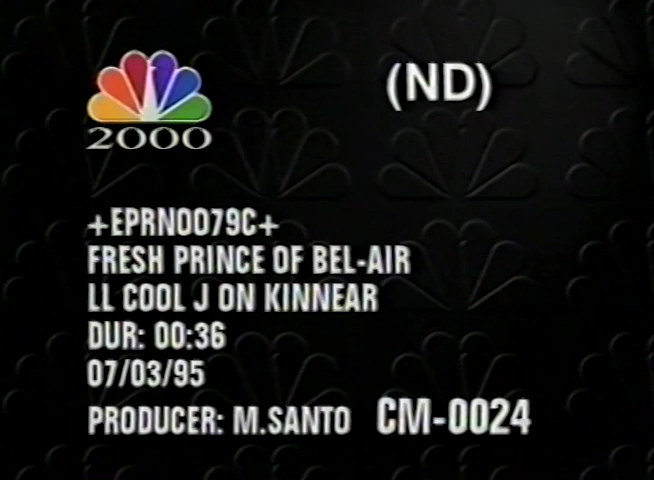 (ND)
2000
+EPRN0079C+
FRESH PRINCE OF BEL-AIR
LL COOL J ON KINNEAR
DUR: 00:36
07/03/95
PRODUCER: M.SANTO CM-0024